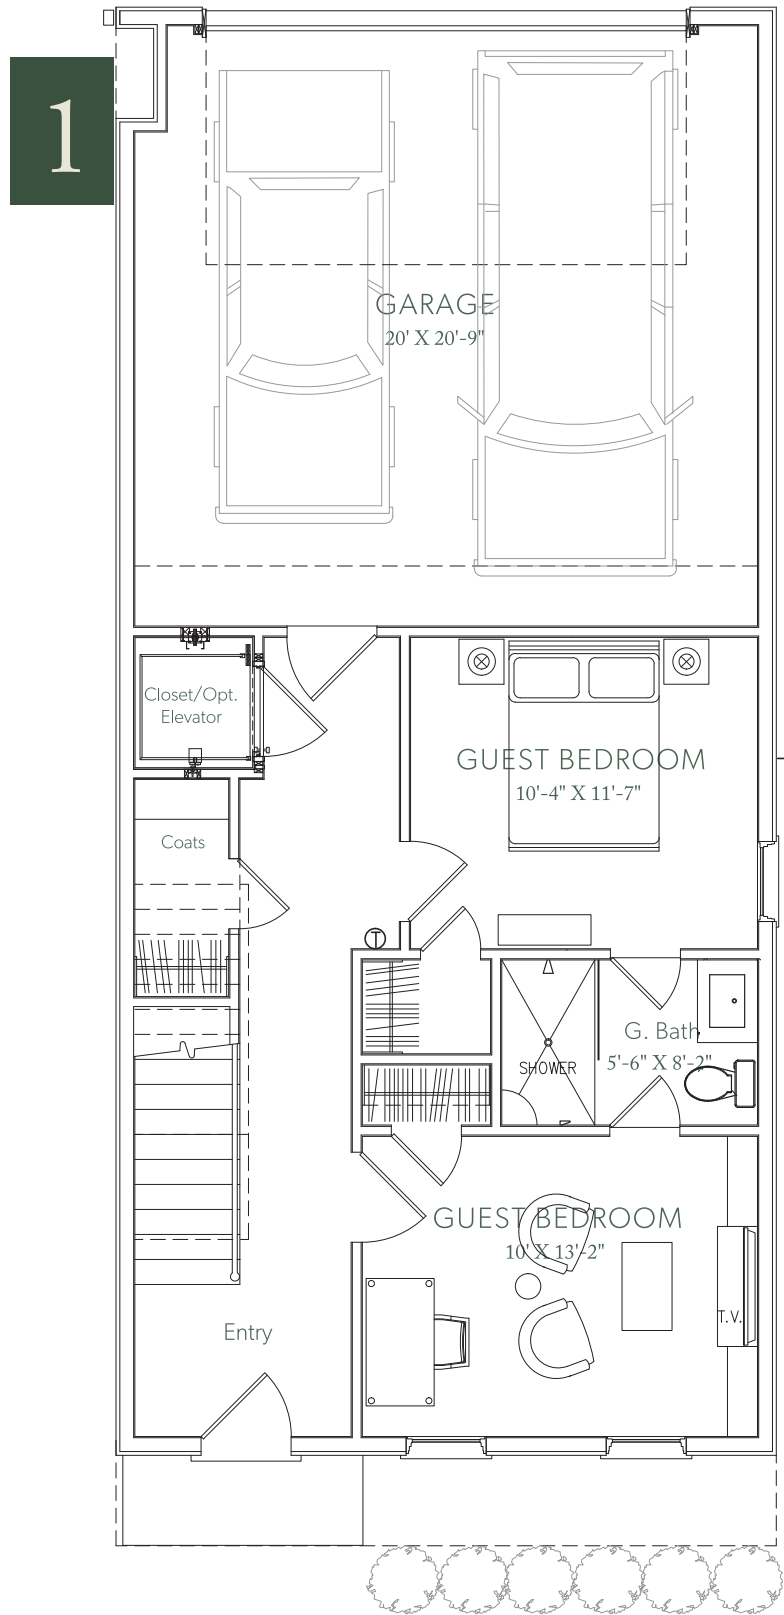 1
GARAGE
20' X 20'-9"
Closet/Opt.
Elevator
GUEST BEDROOM
10'-4" X 11'-7"
Coats
T
G. Bath
5'-6" X 8'-2"
SHOWER
GUEST BEDROOM
10' X 13'-2"
T.V.
Entry